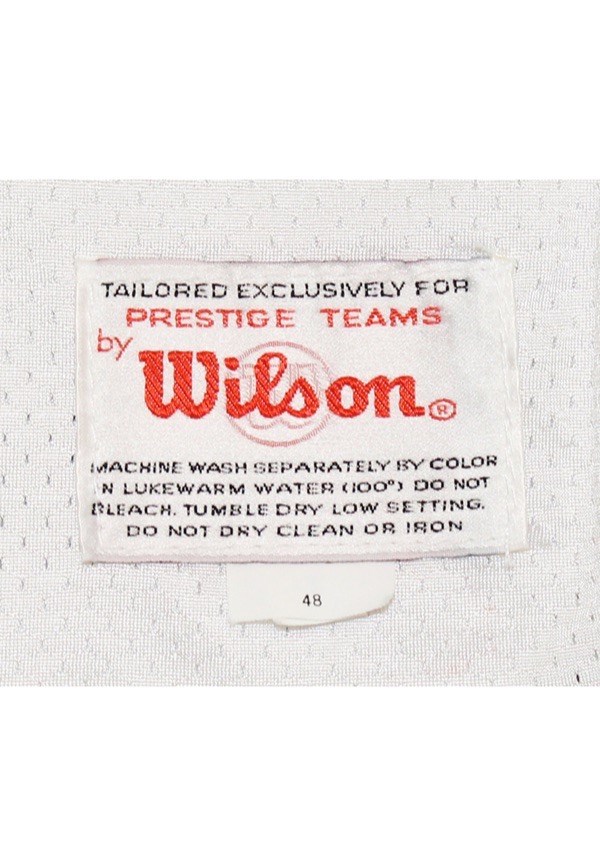 TAILORED EXCLUSIVELY FOR
PRESTIGE TEAMS
by
Wilson®
MACHINE WASH SEPARATELY BY COLOR
IN LUKEWARM WATER (100°) DO NOT
BLEACH. TUMBLE DRY LOW SETTING.
DO NOT DRY CLEAN OR IRON
48